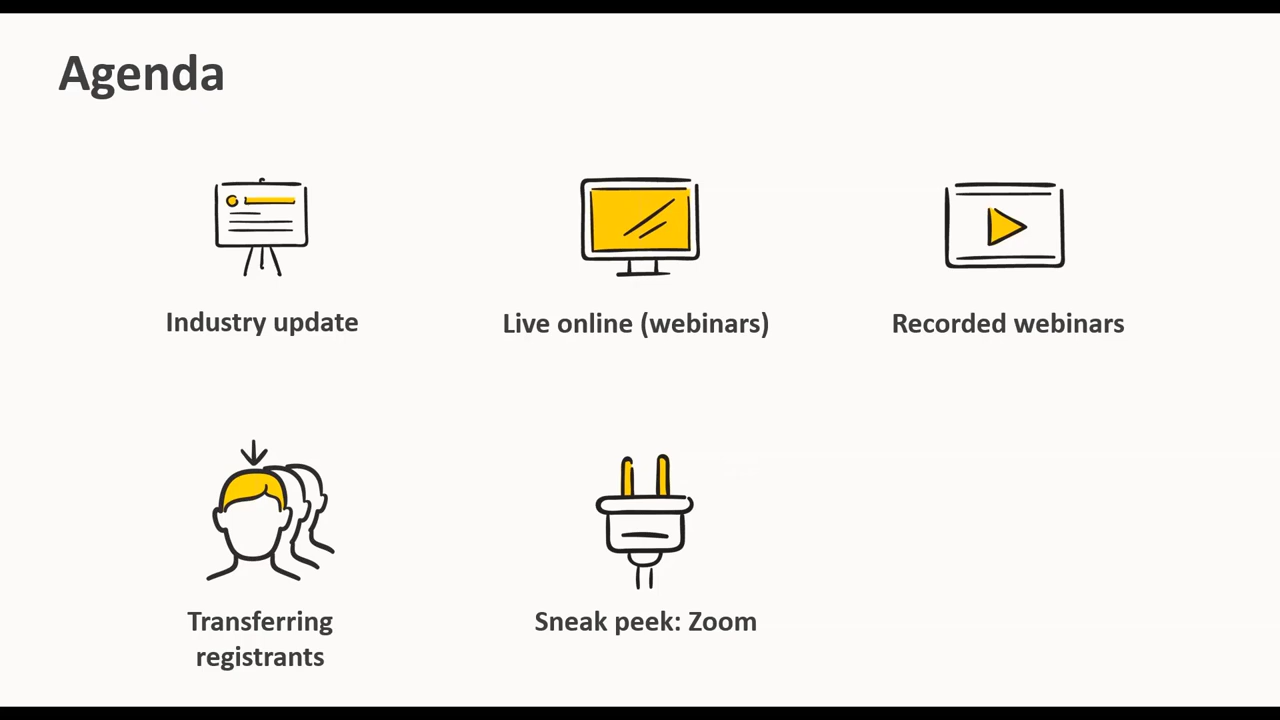 Agenda
Industry update
Live online (webinars)
Recorded webinars
Transferring
registrants
Sneak peek: Zoom